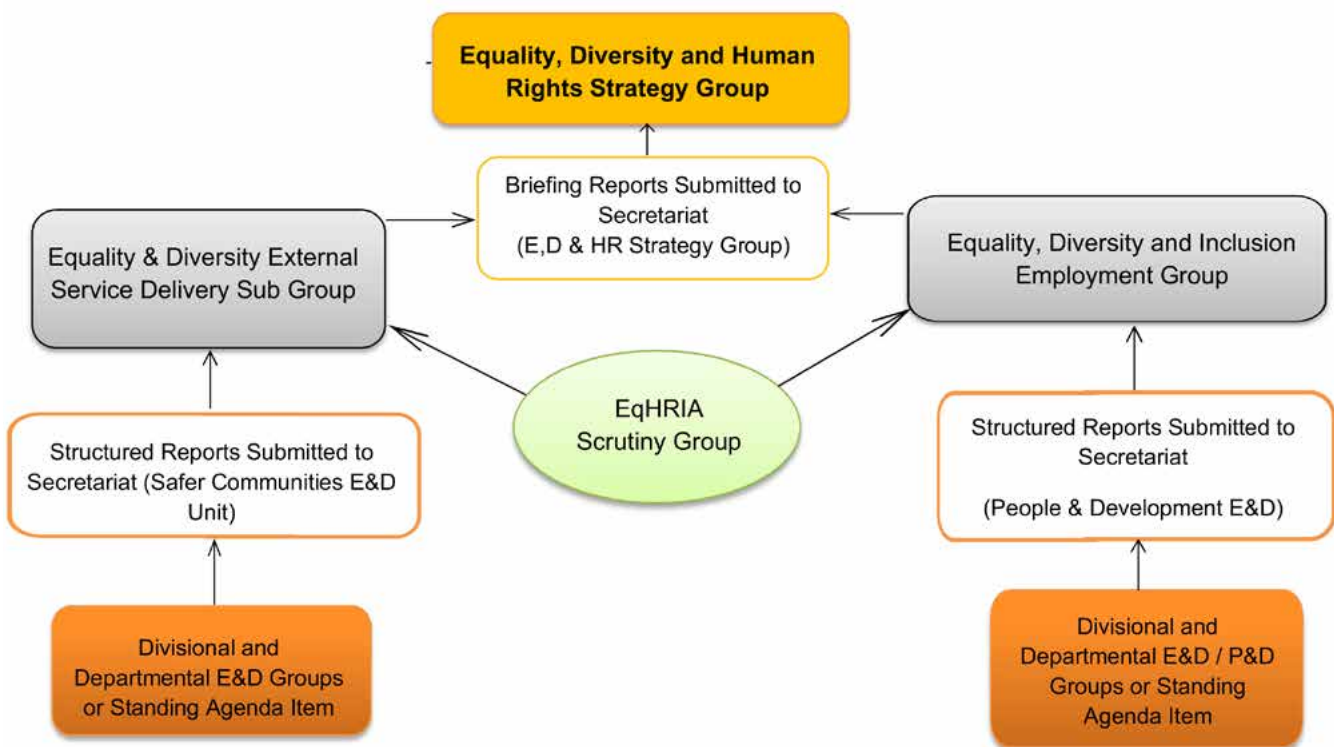 Equality, Diversity and Human
Rights Strategy Group
Briefing Reports Submitted to
Secretariat
(E,D & HR Strategy Group)
Equality & Diversity External
Service Delivery Sub Group
Equality, Diversity and Inclusion
Employment Group
EqHRIA
Scrutiny Group
Structured Reports Submitted to
Secretariat (Safer Communities E&D
Unit)
Structured Reports Submitted to
Secretariat
(People & Development E&D)
Divisional and
Departmental E&D Groups
or Standing Agenda Item
Divisional and
Departmental E&D / P&D
Groups or Standing
Agenda Item